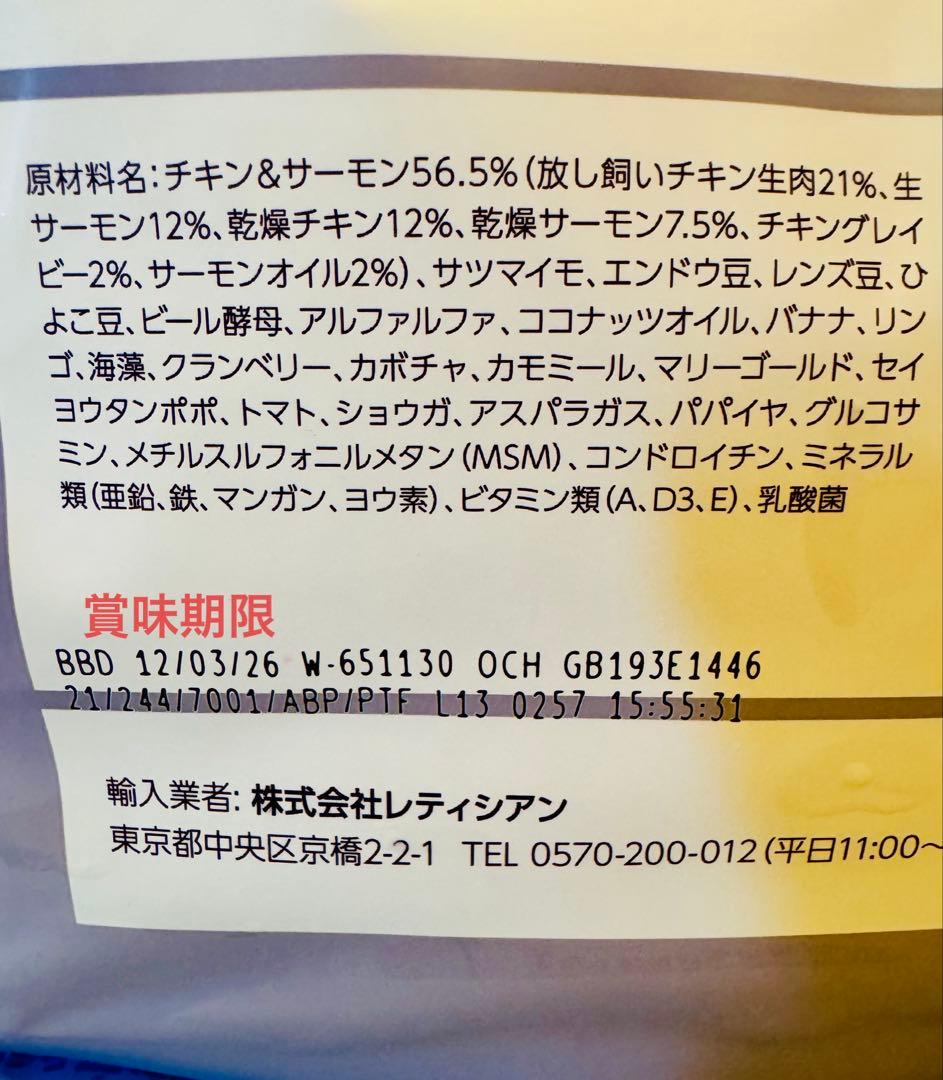 原材料名：チキン&サーモン56.5%（放し飼いチキン生肉21%、生
サーモン12%、乾燥チキン12%、乾燥サーモン7.5%、チキングレイ
ビー2%、サーモンオイル2%）、サツマイモ、エンドウ豆、レンズ豆、ひ
よこ豆、ビール酵母、アルファルファ、ココナッツオイル、バナナ、リン
ゴ、海藻、クランベリー、カボチャ、カモミール、マリーゴールド、セイ
ヨウタンポポ、トマト、ショウガ、アスパラガス、パパイヤ、グルコサ
ミン、メチルスルフォニルメタン（MSM）、コンドロイチン、ミネラル
類（亜鉛、鉄、マンガン、ヨウ素）、ビタミン類（A、D3、E）、乳酸菌
賞味期限
BBD 12/03/26 W-651130 OCH GB193E1446
21/244/7001/ABP/PTF L13 0257 15:55:31
輸入業者: 株式会社レティシアン
東京都中央区京橋2-2-1 TEL 0570-200-012（平日11:00～